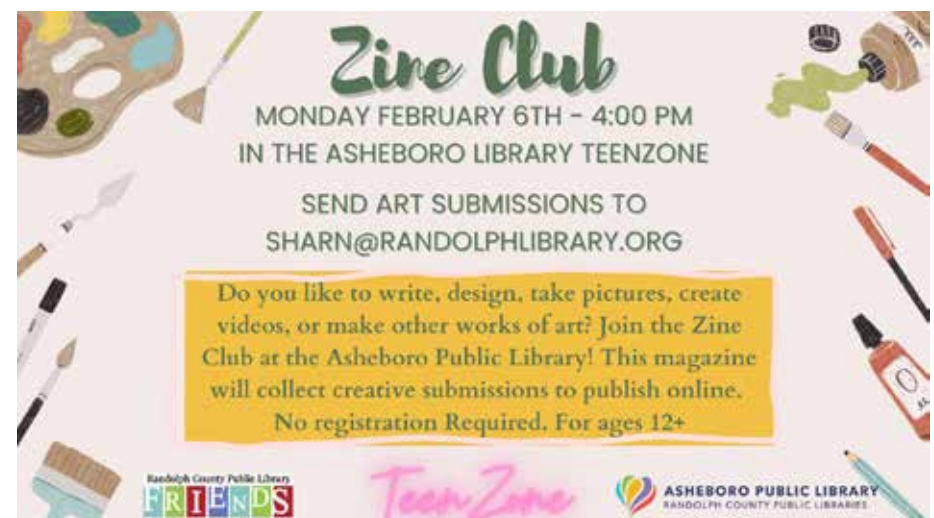 Zine Club
MONDAY FEBRUARY 6TH - 4:00 PM
IN THE ASHEBORO LIBRARY TEENZONE
SEND ART SUBMISSIONS TO
SHARN@RANDOLPHLIBRARY.ORG
Do you like to write, design, take pictures, create
videos, or make other works of art? Join the Zine
Club at the Asheboro Public Library! This magazine
will collect creative submissions to publish online.
No registration Required. For ages 12+
Randolph County Public Library
FRIENDS
TeenZone
ASHEBORO PUBLIC LIBRARY
RANDOLPH COUNTY PUBLIC LIBRARIES